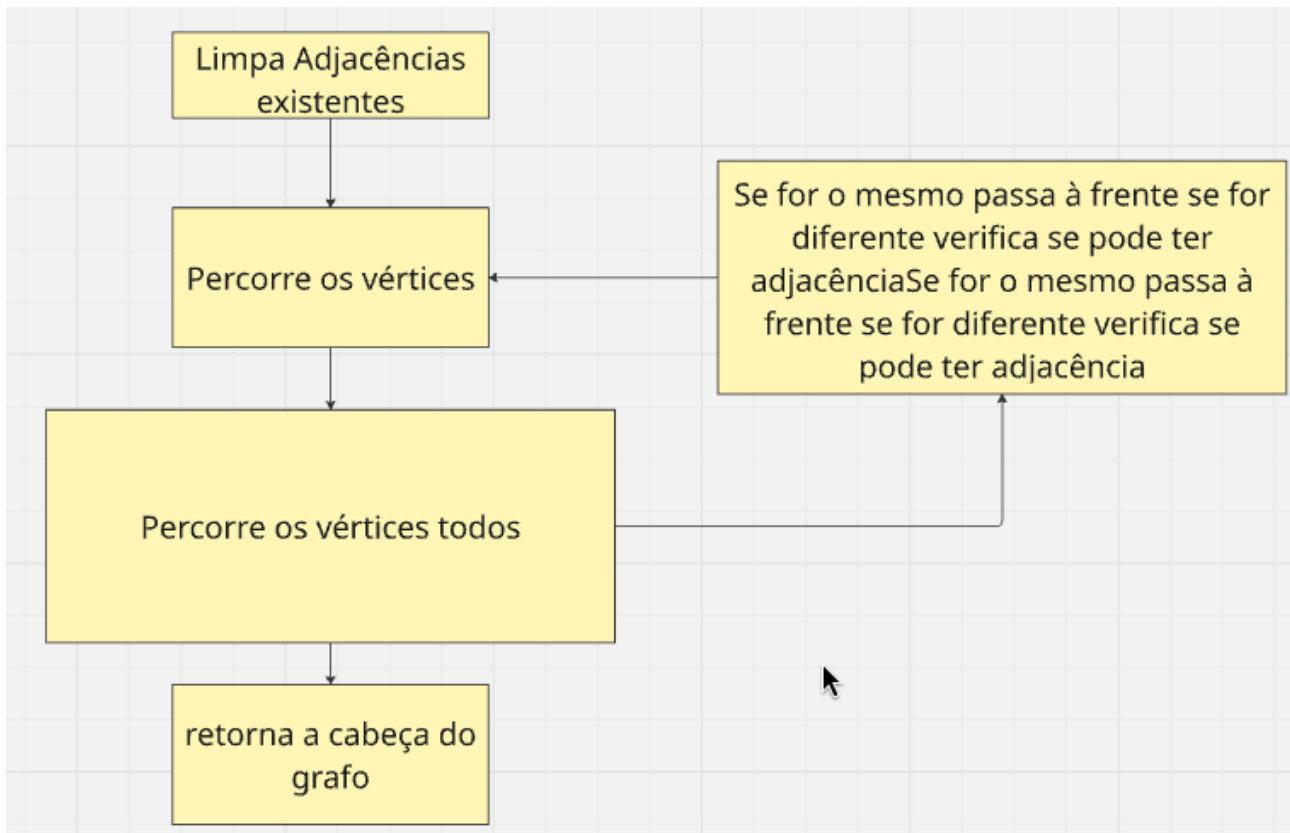 Limpa Adjacências
existentes
Percorre os vértices
Se for o mesmo passa à frente se for
diferente verifica se pode ter
adjacênciaSe for o mesmo passa à
frente se for diferente verifica se
pode ter adjacência
Percorre os vértices todos
retorna a cabeça do
grafo